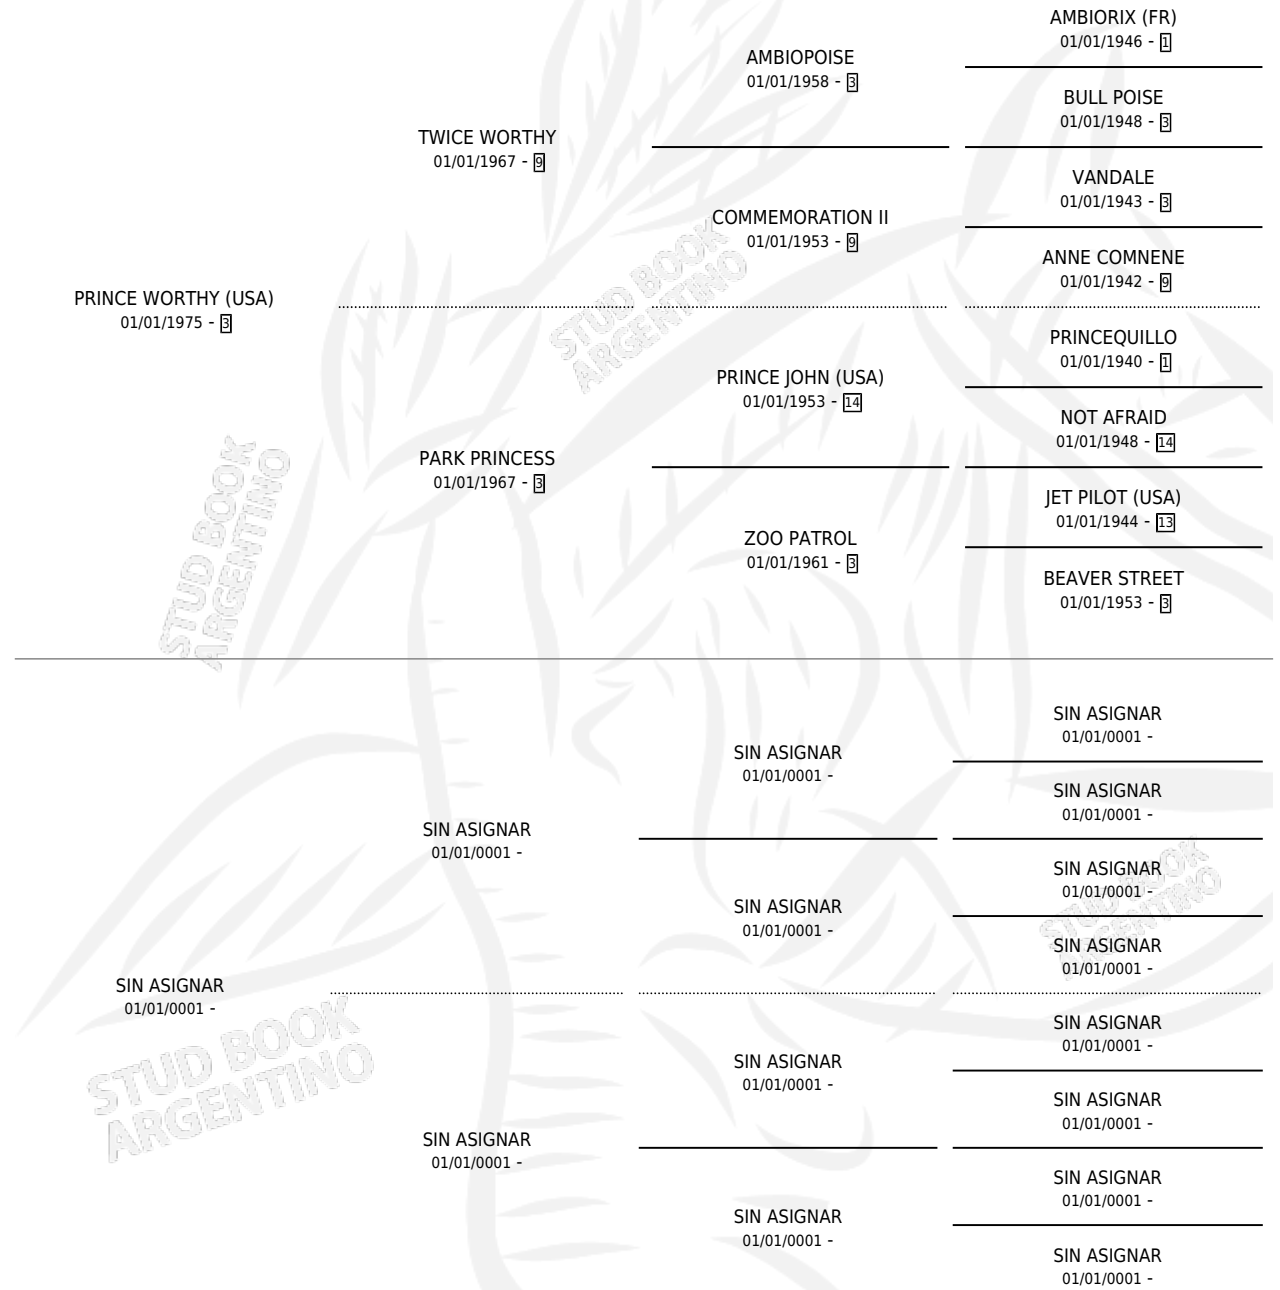 AMBIORIX (FR)
01/01/1946 - 1
AMBIOPOISE
01/01/1958 - 3
BULL POISE
01/01/1948 - 3
TWICE WORTHY
01/01/1967 - 9
VANDALE
01/01/1943 - 3
COMMEMORATION II
01/01/1953 - 9
ANNE COMNENE
01/01/1942 - 9
PRINCE WORTHY (USA)
01/01/1975 - 3
PRINCEQUILLO
01/01/1940 - 1
PRINCE JOHN (USA)
01/01/1953 - 14
NOT AFRAID
01/01/1948 - 14
PARK PRINCESS
01/01/1967 - 3
JET PILOT (USA)
01/01/1944 - 13
ZOO PATROL
01/01/1961 - 3
BEAVER STREET
01/01/1953 - 3
STUD BOOK
ARGENTINO
STUD BOOK
ARGENTINO
SIN ASIGNAR
01/01/0001 -
SIN ASIGNAR
01/01/0001 -
SIN ASIGNAR
01/01/0001 -
SIN ASIGNAR
01/01/0001 -
SIN ASIGNAR
01/01/0001 -
SIN ASIGNAR
01/01/0001 -
SIN ASIGNAR
01/01/0001 -
SIN ASIGNAR
01/01/0001 -
SIN ASIGNAR
01/01/0001 -
SIN ASIGNAR
01/01/0001 -
SIN ASIGNAR
01/01/0001 -
SIN ASIGNAR
01/01/0001 -
SIN ASIGNAR
01/01/0001 -
SIN ASIGNAR
01/01/0001 -
SIN ASIGNAR
01/01/0001 -
STUD BOOK
ARGENTINO
STUD BOOK
ARGENTINO